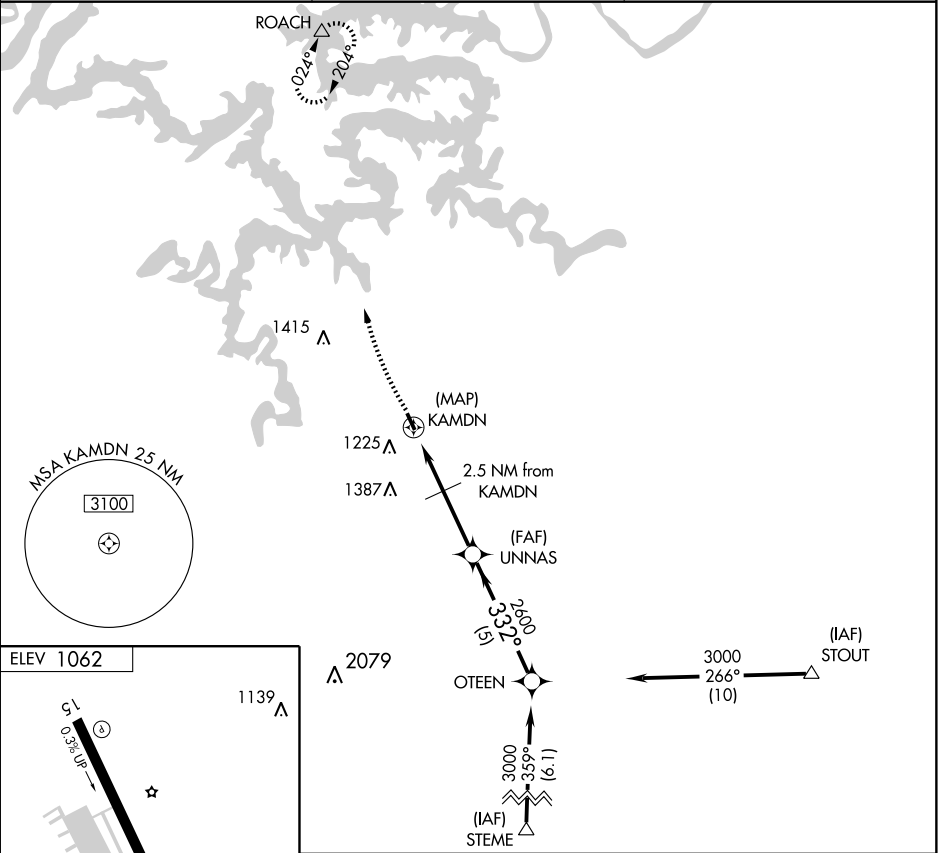 ROACH
024°
204°
1415
(MAP)
KAMDN
1225
2.5 NM from
KAMDN
1387
MSA KAMDN 25 NM
3100
(FAF)
UNNAS
2600
332°
(5)
(IAF)
STOUT
3000
266°
(10)
OTEEN
2079
ELEV 1062
1139
15
P
0.3% UP
3000
359°
(6.1)
(IAF)
STEME